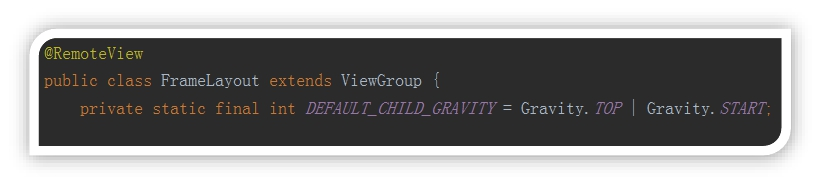 @RemoteView
public class FrameLayout extends ViewGroup {
private static final int DEFAULT_CHILD_GRAVITY = Gravity.TOP | Gravity.START;